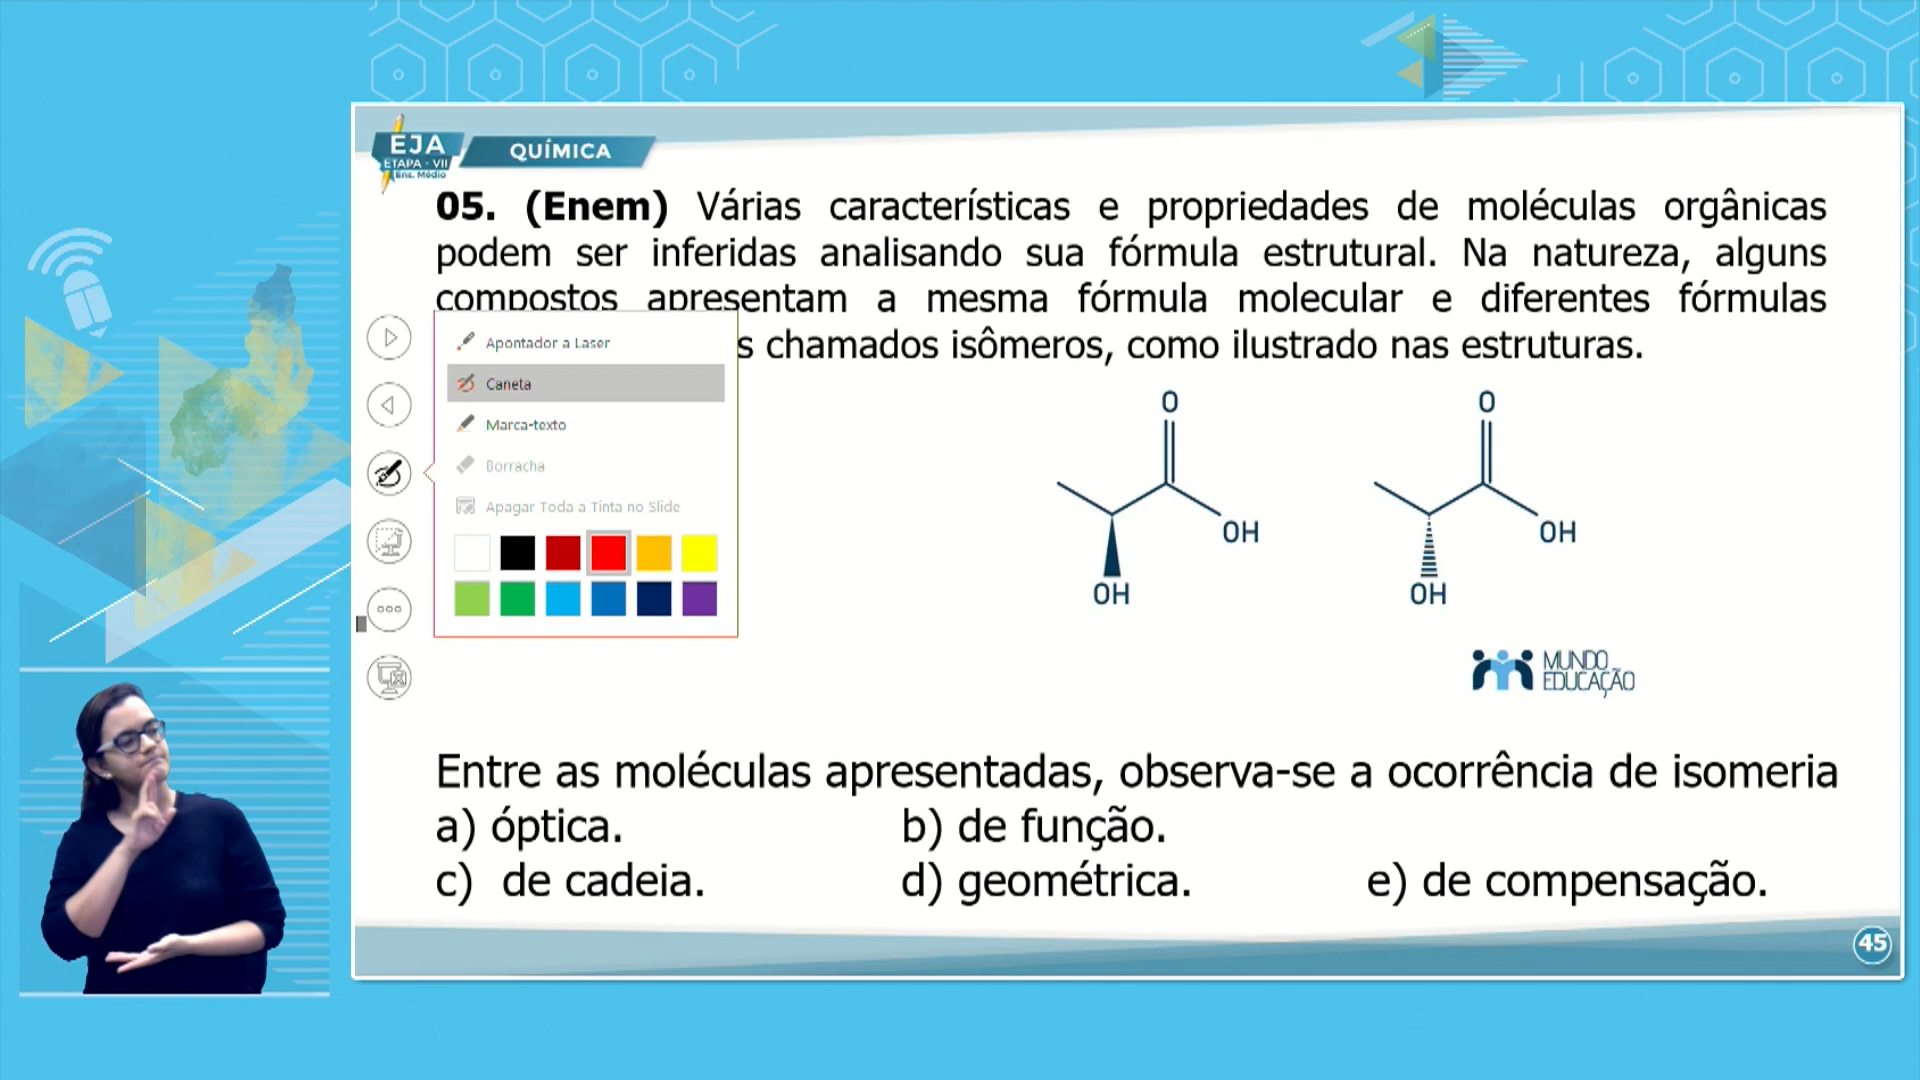 EJA
ETAPA - VII
Ens. Médio
QUÍMICA
05. (Enem) Várias características e propriedades de moléculas orgânicas
podem ser inferidas analisando sua fórmula estrutural. Na natureza, alguns
compostos apresentam a mesma fórmula molecular e diferentes fórmulas
s chamados isômeros, como ilustrado nas estruturas.
Apontador a Laser
Caneta
Marca-texto
Borracha
Apagar Toda a Tinta no Slide
O
OH
OH
O
OH
OH
MUNDO
EDUCAÇÃO
Entre as moléculas apresentadas, observa-se a ocorrência de isomeria
a) óptica. b) de função.
c) de cadeia. d) geométrica. e) de compensação.
45